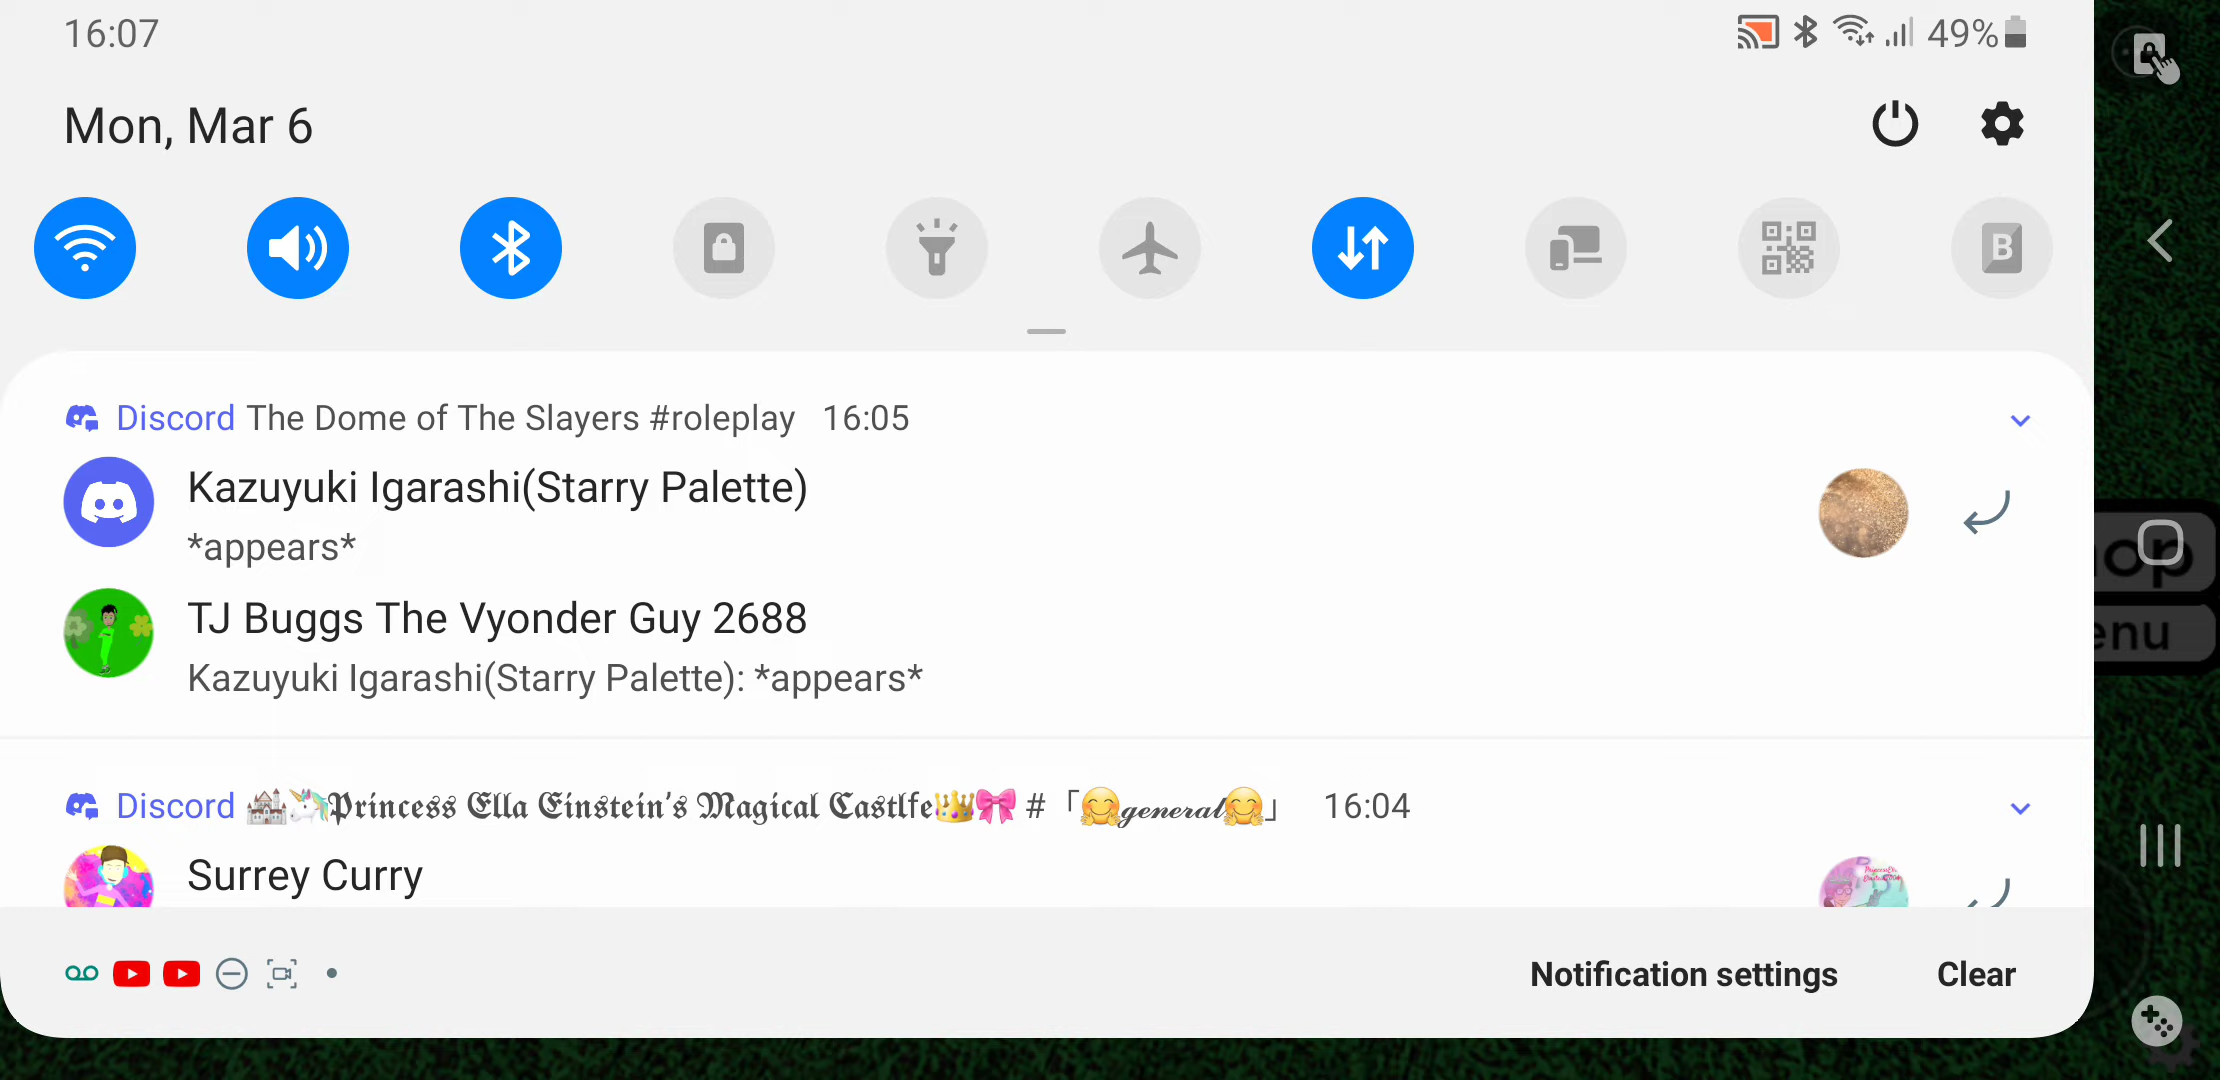 16:07
49%
Mon, Mar 6
B
Discord The Dome of The Slayers #roleplay 16:05
Kazuyuki Igarashi(Starry Palette)
*appears*
TJ Buggs The Vyonder Guy 2688
Kazuyuki Igarashi(Starry Palette): *appears*
Discord 🏰🦄𝕻𝖗𝖎𝖓𝖈𝖊𝖘𝖘 𝕰𝖑𝖑𝖆 𝕰𝖎𝖓𝖘𝖙𝖊𝖎𝖓'𝖘 𝕸𝖆𝖌𝖎𝖈𝖆𝖑 𝕮𝖆𝖘𝖙𝖑𝖋𝖊👑🎀 #「🤗𝓰𝓮𝓷𝓮𝓻𝓪𝓵🤗」 16:04
Surrey Curry
Notification settings
Clear